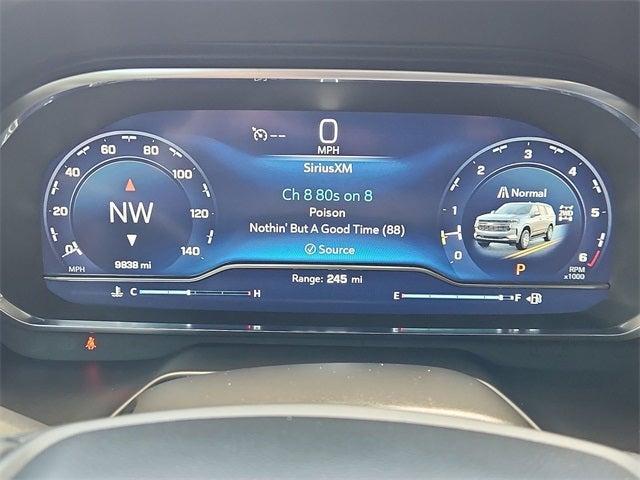 --
0
MPH
SiriusXM
Ch 8 80s on 8
Poison
Nothin' But A Good Time (88)
Source
0 20 40 60 80 100 120 140
NW
MPH
9838 mi
Normal
2WD
0 1 2 3 4 5 6
P
RPM
x1000
Range: 245 mi
C H
E F